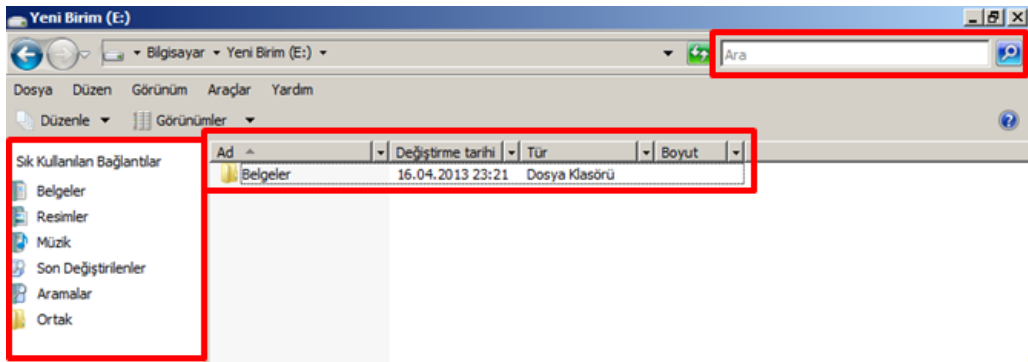 Yeni Birim (E:)
Bilgisayar Yeni Birim (E:)
Ara
Dosya Düzen Görünüm Araçlar Yardım
Düzenle Görünümler
Sık Kullanılan Bağlantılar
Belgeler
Resimler
Müzik
Son Değiştirilenler
Aramalar
Ortak
Ad Değiştirme tarihi Tür Boyut
Belgeler 16.04.2013 23:21 Dosya Klasörü